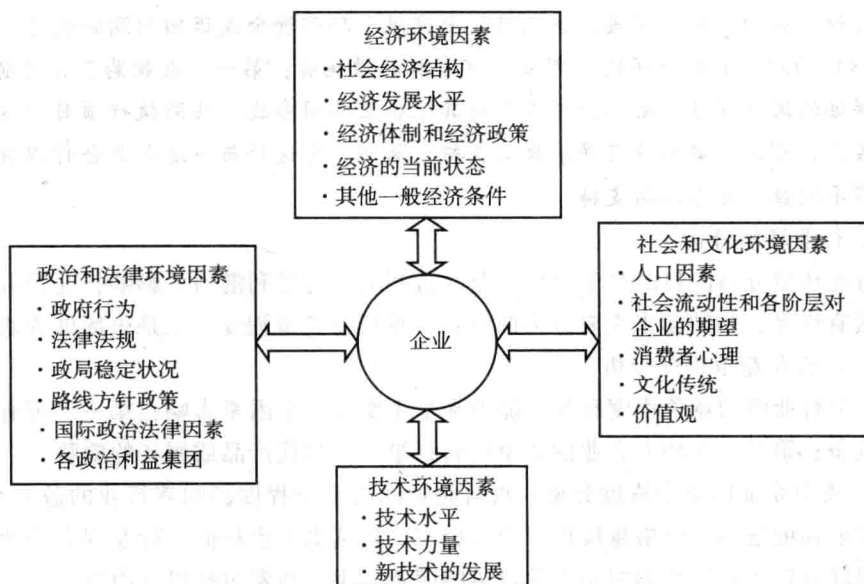 经济环境因素
·社会经济结构
·经济发展水平
·经济体制和经济政策
·经济的当前状态
·其他一般经济条件
政治和法律环境因素
·政府行为
·法律法规
·政局稳定状况
·路线方针政策
·国际政治法律因素
·各政治利益集团
企业
社会和文化环境因素
·人口因素
·社会流动性和各阶层对
企业的期望
·消费者心理
·文化传统
·价值观
技术环境因素
·技术水平
·技术力量
·新技术的发展